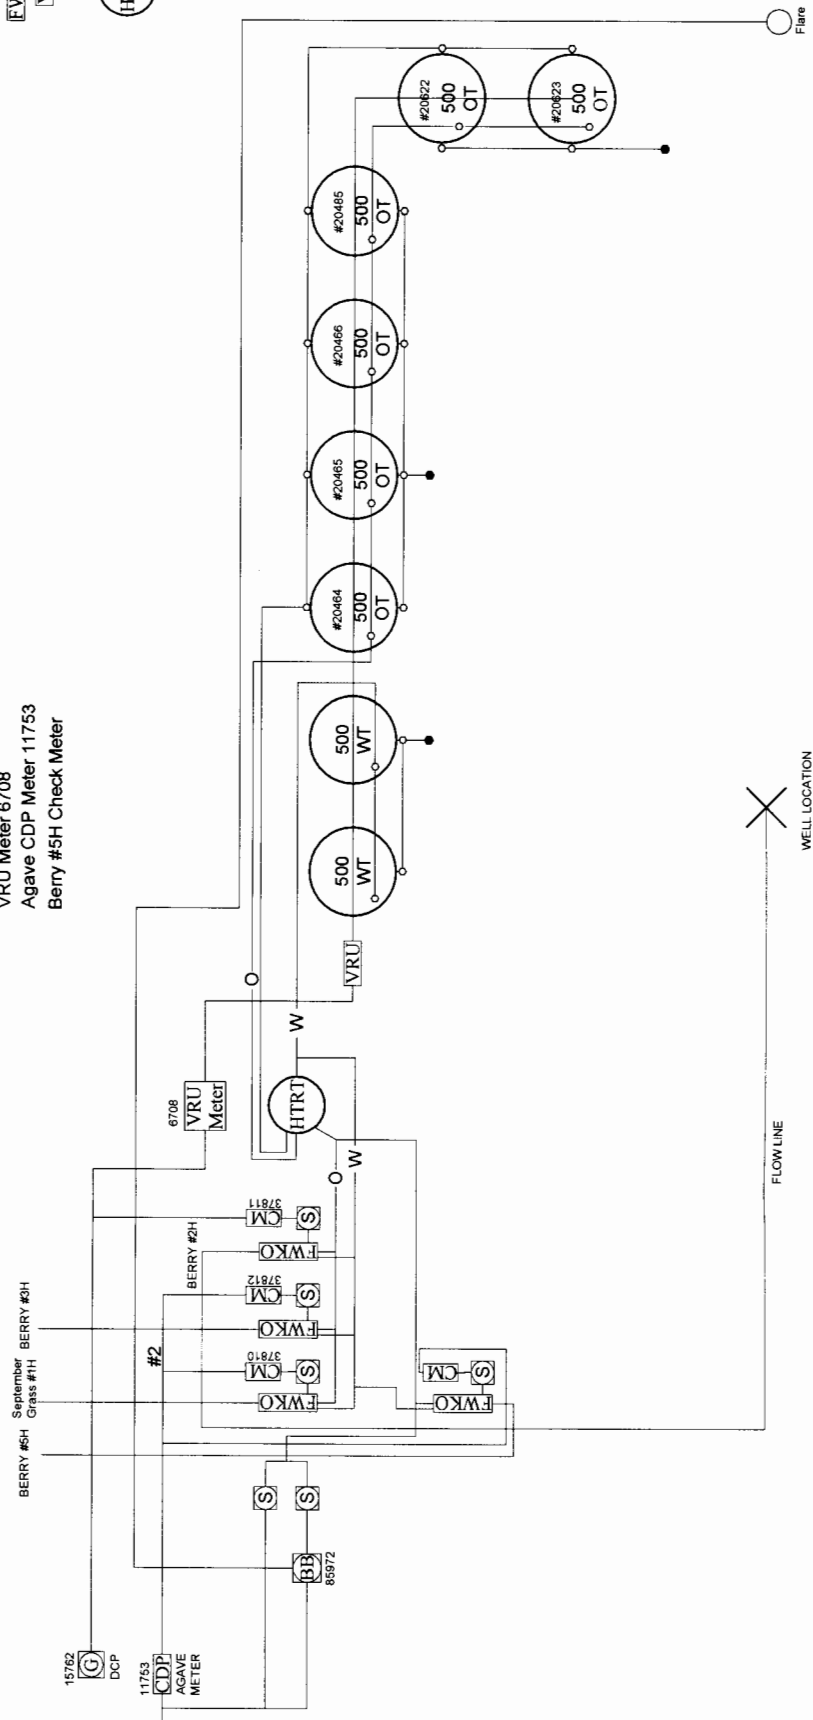 VRU Meter 6708
Agave CDP Meter 11753
Berry #5H Check Meter
Flare
#20622
500
OT
#20623
500
OT
#20485
500
OT
#20466
500
OT
#20465
500
OT
#20464
500
OT
500
WT
500
WT
VRU
O
W
6708
VRU
Meter
HTRT
O
W
BERRY #2H
37811
CM
S
FWKO
37812
CM
S
FWKO
37810
CM
S
FWKO
#2
BERRY #3H
September
Grass #1H
BERRY #5H
CM
S
FWKO
S
S
BB
85972
15762
G
DCP
11753
CDP
AGAVE
METER
FLOW LINE
WELL LOCATION